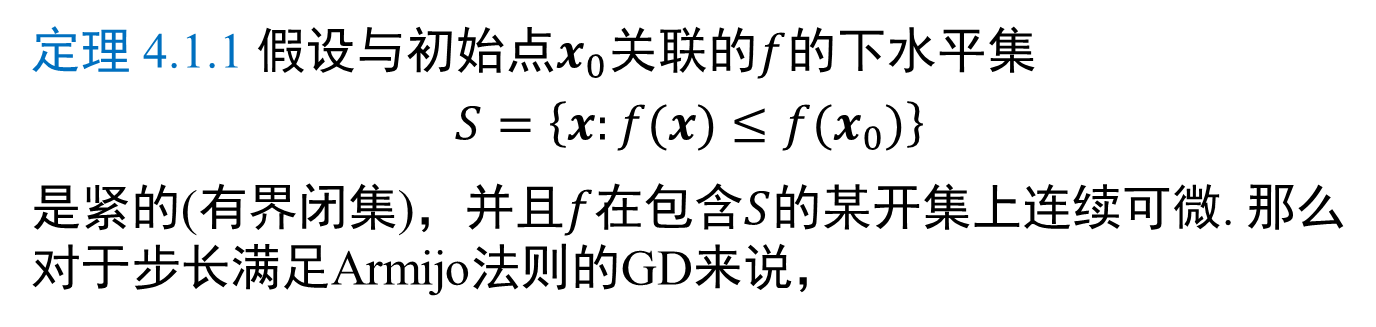 定理 4.1.1 假设与初始点𝒙₀关联的𝑓的下水平集
𝑆 = {𝒙: 𝑓(𝒙) ≤ 𝑓(𝒙₀)}
是紧的(有界闭集)，并且𝑓在包含𝑆的某开集上连续可微. 那么
对于步长满足Armijo法则的GD来说，